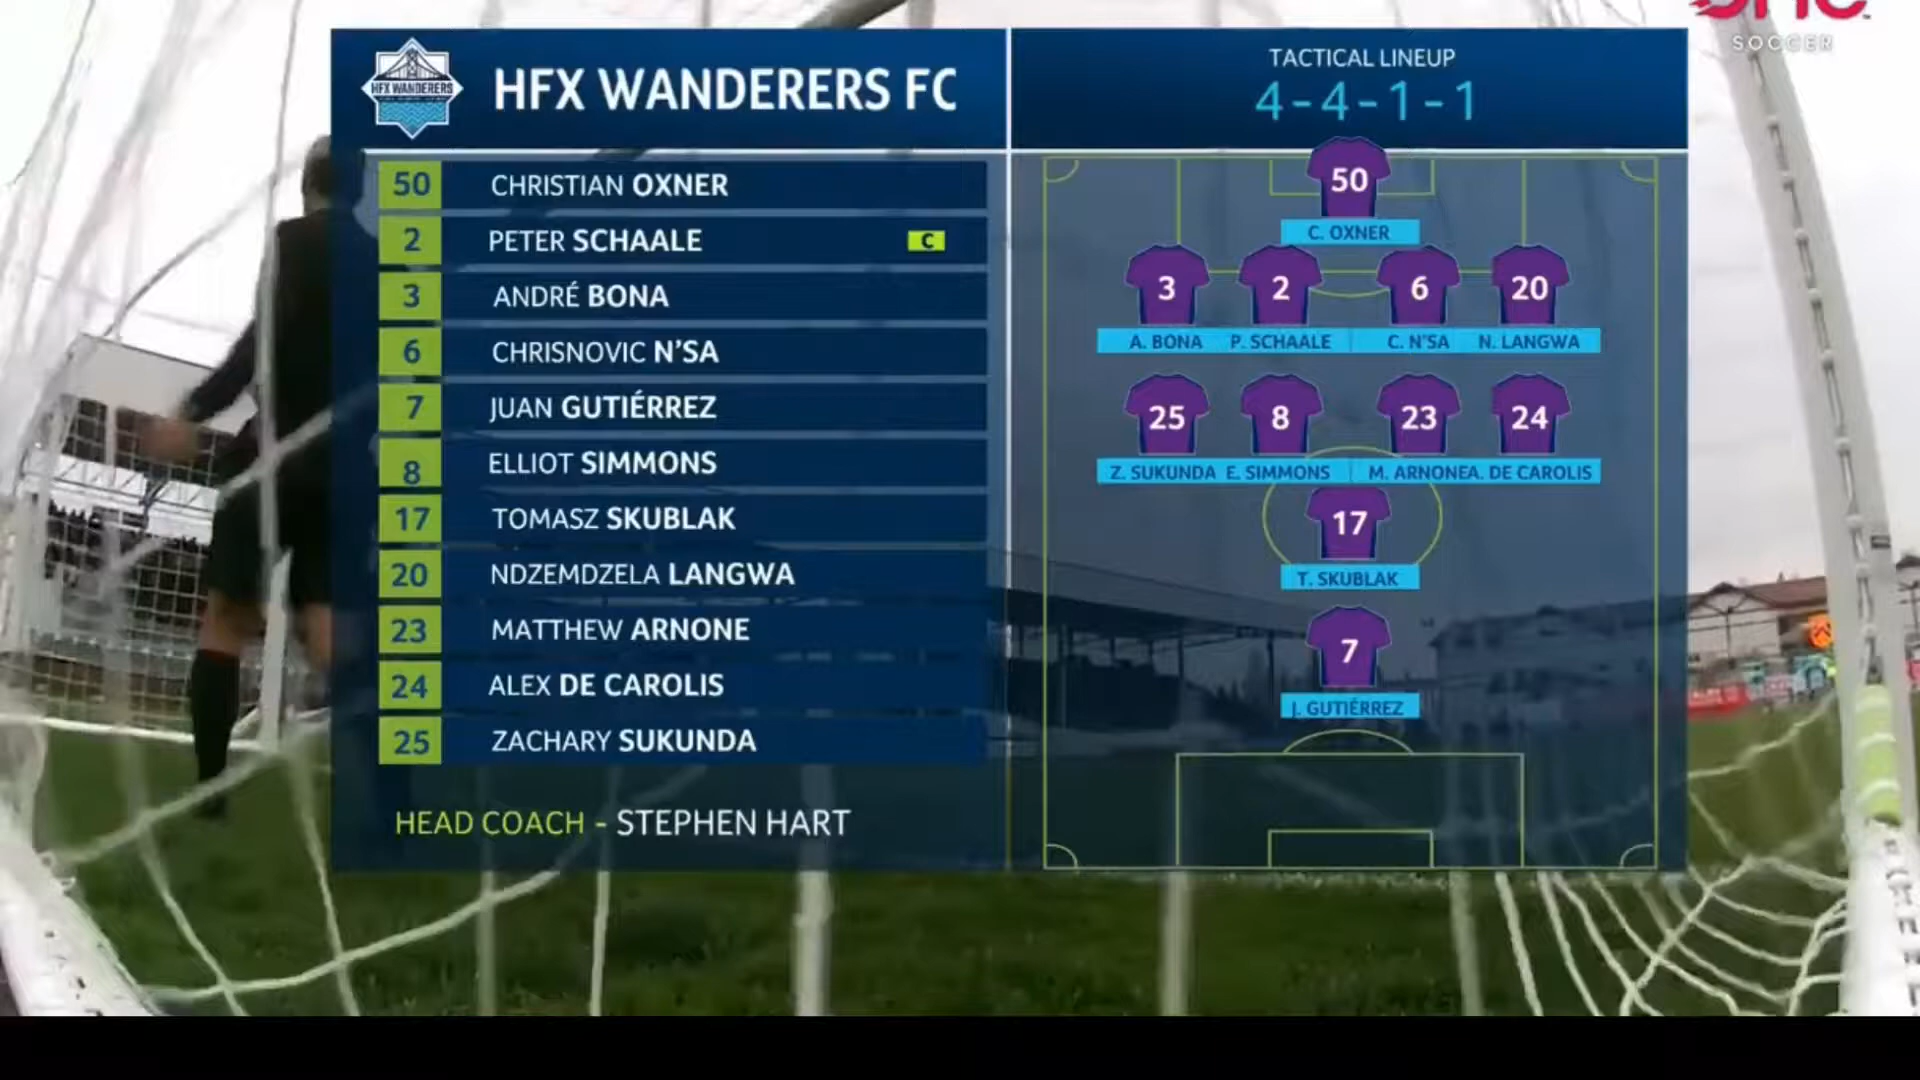 one
SOCCER
HFX WANDERERS
HFX WANDERERS FC
TACTICAL LINEUP
4-4-1-1
50 CHRISTIAN OXNER
2 PETER SCHAALE C
3 ANDRÉ BONA
6 CHRISNOVIC N'SA
7 JUAN GUTIÉRREZ
8 ELLIOT SIMMONS
17 TOMASZ SKUBLAK
20 NDZEMDZELA LANGWA
23 MATTHEW ARNONE
24 ALEX DE CAROLIS
25 ZACHARY SUKUNDA
HEAD COACH - STEPHEN HART
50
C. OXNER
3 2 6 20
A. BONA P. SCHAALE C. N'SA N. LANGWA
25 8 23 24
Z. SUKUNDA E. SIMMONS M. ARNONEA. DE CAROLIS
17
T. SKUBLAK
7
J. GUTIÉRREZ